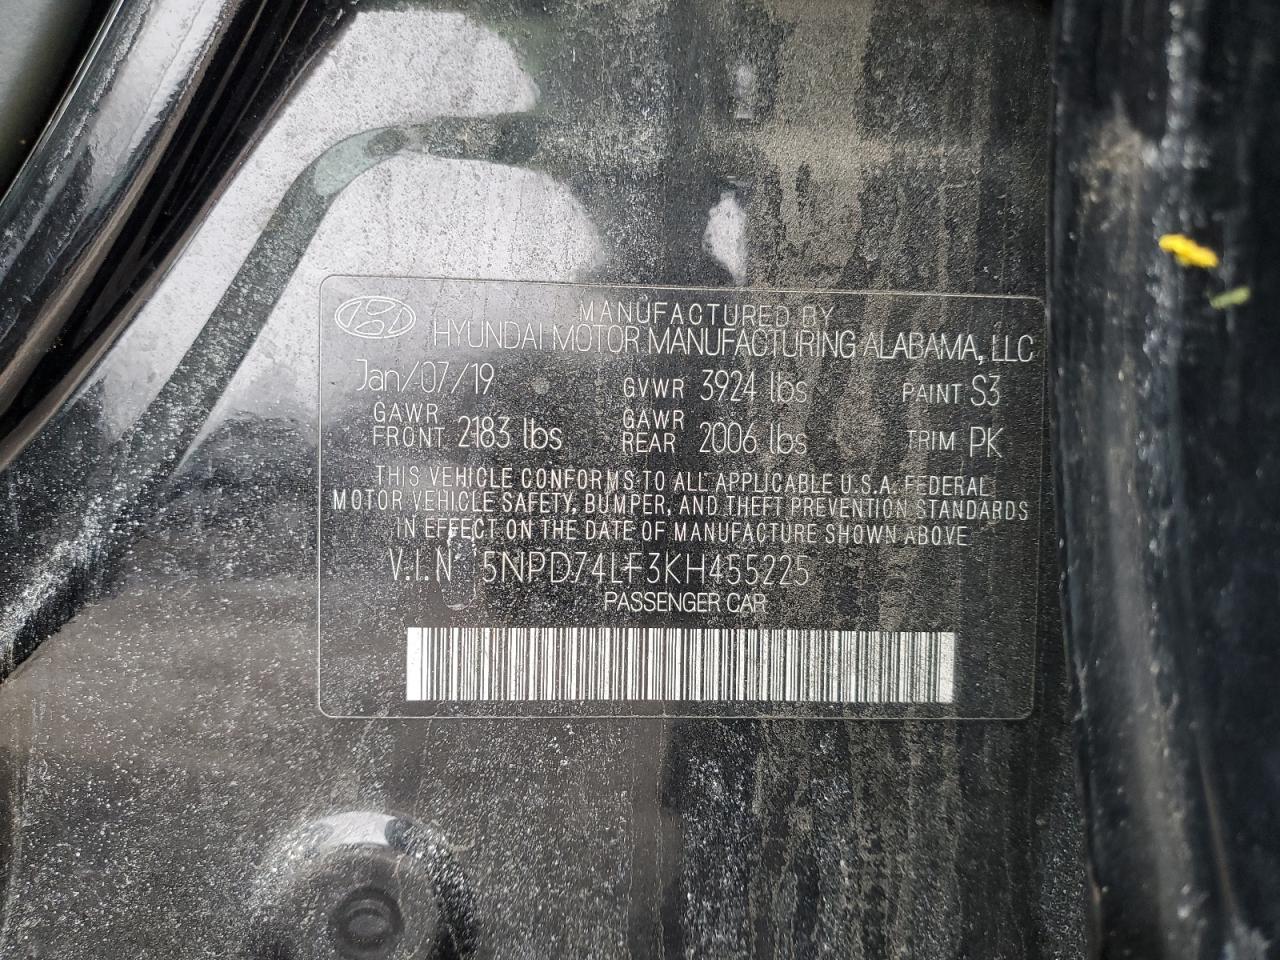 MANUFACTURED BY
HYUNDAI MOTOR MANUFACTURING ALABAMA, LLC
Jan/07/19 GVWR 3924 lbs PAINT S3
GAWR FRONT 2183 lbs GAWR REAR 2006 lbs TRIM PK
THIS VEHICLE CONFORMS TO ALL APPLICABLE U.S.A. FEDERAL
MOTOR VEHICLE SAFETY, BUMPER, AND THEFT PREVENTION STANDARDS
IN EFFECT ON THE DATE OF MANUFACTURE SHOWN ABOVE
V.I.N 5NPD74LF3KH455225
PASSENGER CAR